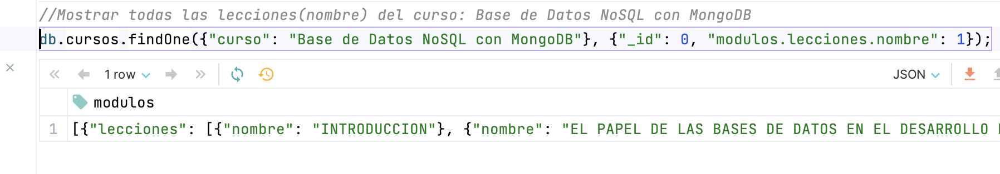 //Mostrar todas las lecciones(nombre) del curso: Base de Datos NoSQL con MongoDB
db.cursos.findOne({"curso": "Base de Datos NoSQL con MongoDB"}, {"_id": 0, "modulos.lecciones.nombre": 1});
1 row JSON
modulos
1 [{"lecciones": [{"nombre": "INTRODUCCION"}, {"nombre": "EL PAPEL DE LAS BASES DE DATOS EN EL DESARROLLO